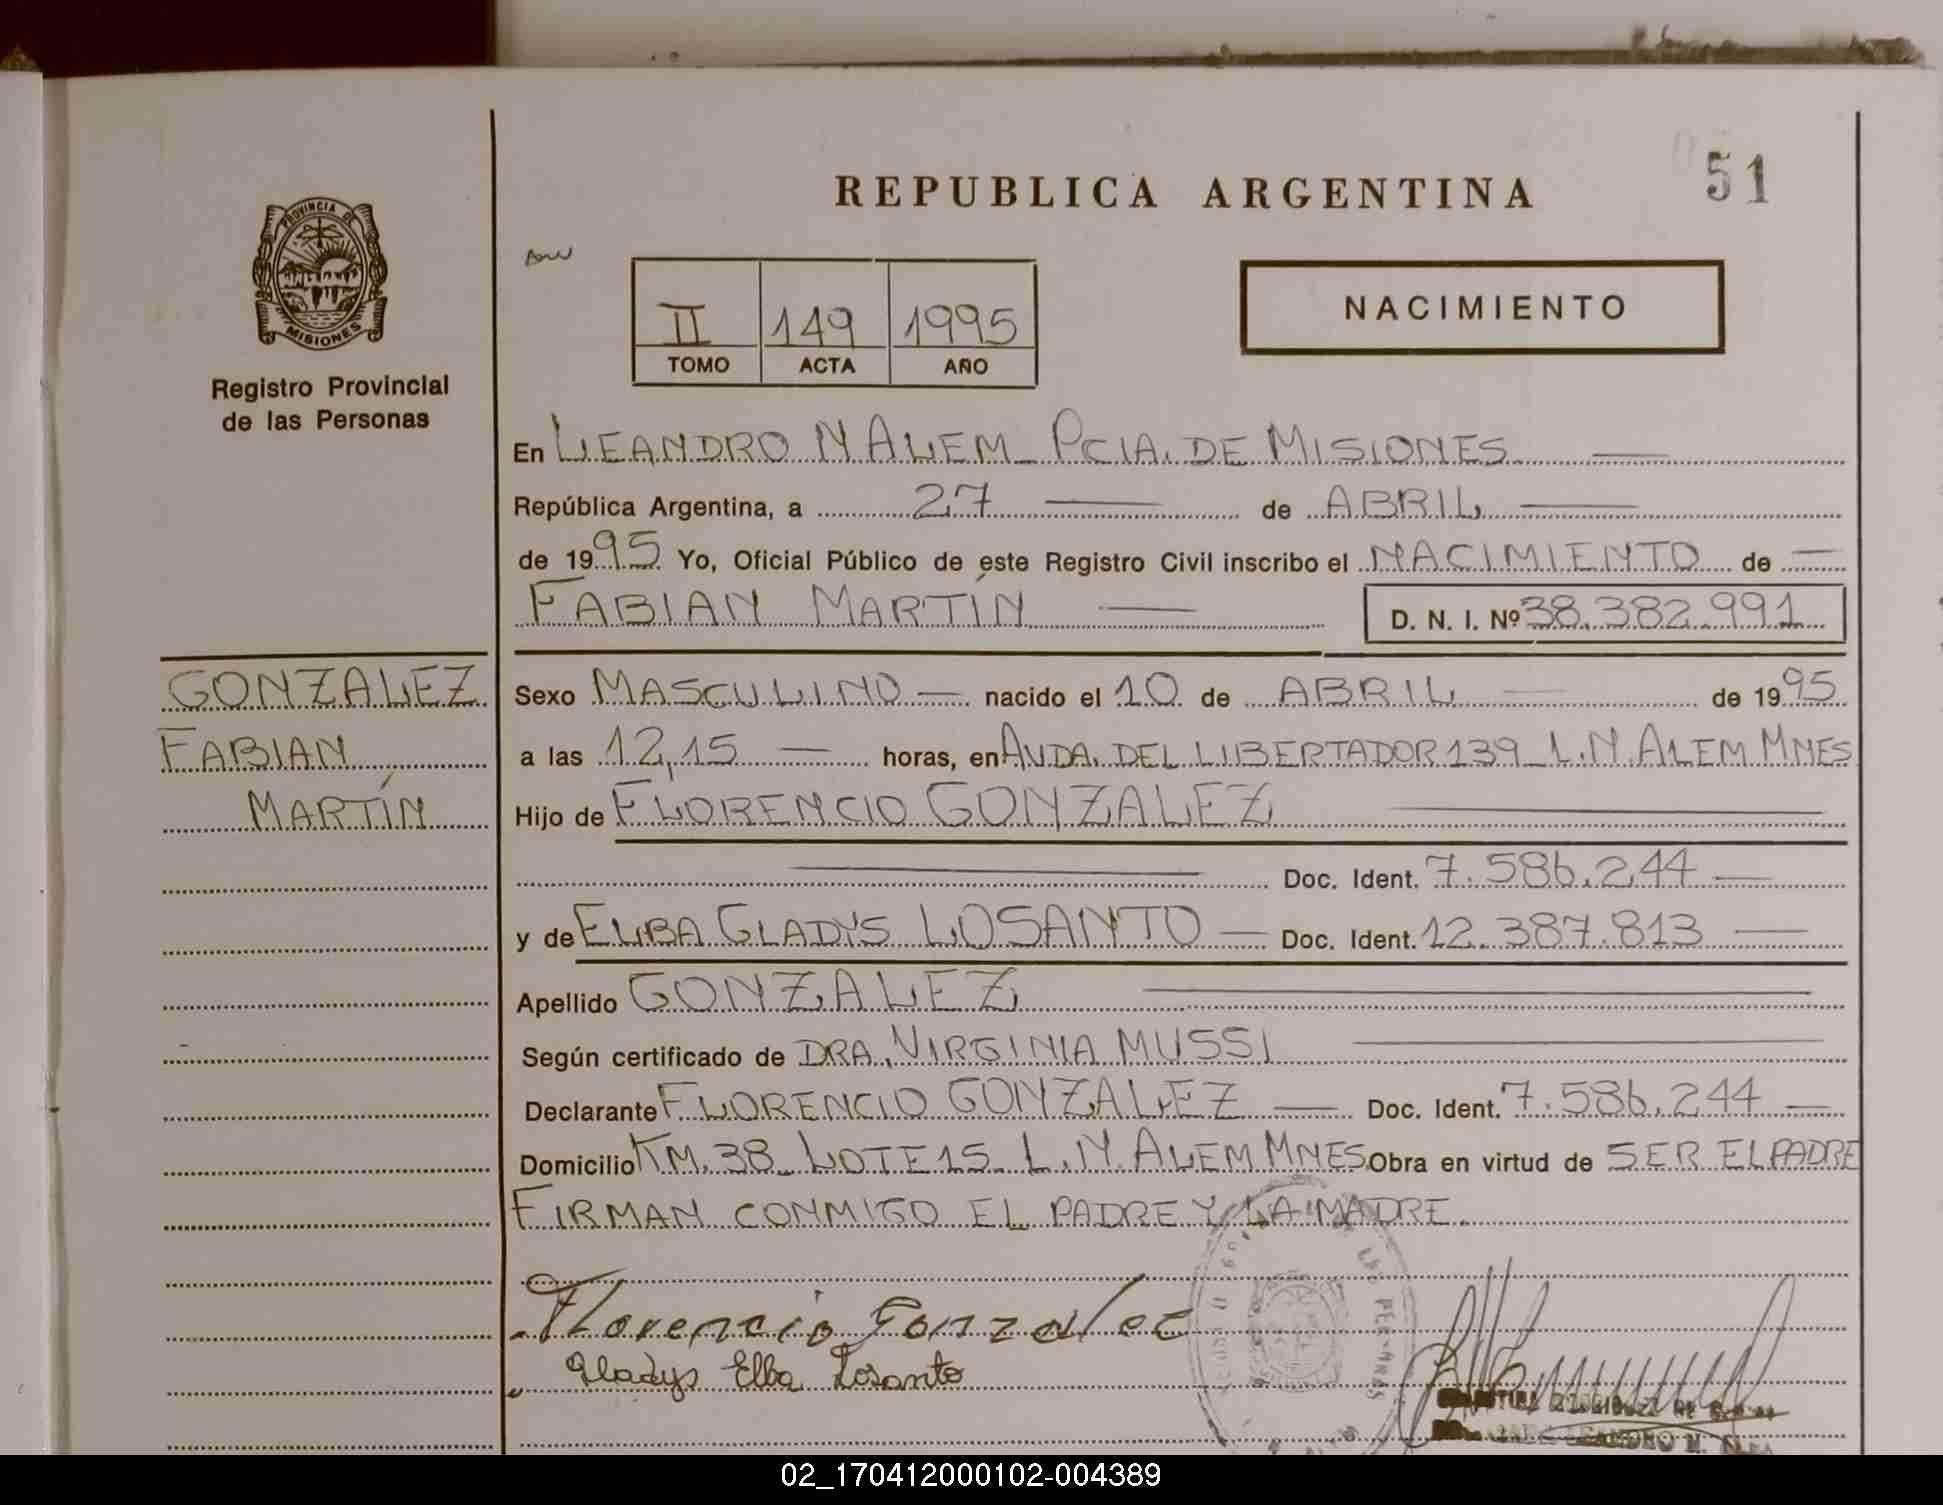 REPUBLICA ARGENTINA
51
PROVINCIA DE
MISIONES
Registro Provincial
de las Personas
II 149 1995
TOMO ACTA AÑO
NACIMIENTO
En LEANDRO N ALEM - PCIA. DE MISIONES
República Argentina, a 27 de ABRIL
de 1995 Yo, Oficial Público de este Registro Civil inscribo el NACIMIENTO de
FABIAN MARTÍN D. N. I. Nº 38.382.991
GONZALEZ
FABIAN
MARTÍN
Sexo MASCULINO nacido el 10 de ABRIL de 1995
a las 12,15 horas, en AVDA. DEL LIBERTADOR 139 - L.N. ALEM MNES
Hijo de FLORENCIO GONZALEZ
Doc. Ident. 7.586.244
y de ELBA GLADYS LOSANTO Doc. Ident. 12.387.813
Apellido GONZALEZ
Según certificado de DRA. VIRGINIA MUSSI
Declarante FLORENCIO GONZALEZ Doc. Ident. 7.586.244
Domicilio KM. 38 - LOTE 15 - L.N. ALEM MNES Obra en virtud de SER EL PADRE
FIRMAN CONMIGO EL PADRE Y LA MADRE.
Florencio Gonzalez
Gladys Elba Losanto
02_170412000102-004389